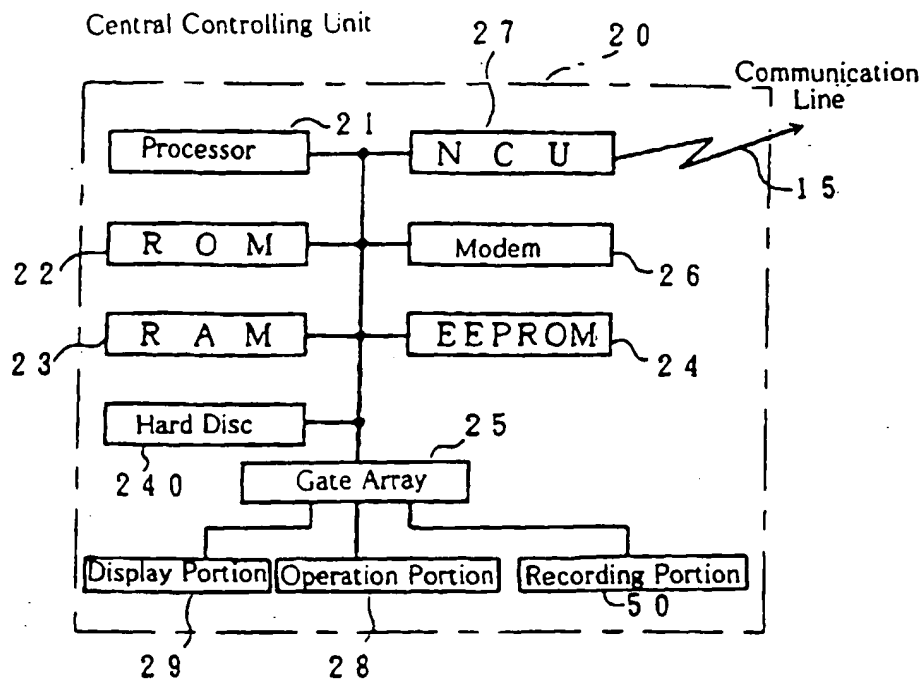 Central Controlling Unit
27
20
Communication
Line
21
Processor
NCU
15
ROM
Modem
22
26
RAM
EEPROM
23
24
Hard Disc
25
240
Gate Array
Display Portion
Operation Portion
Recording Portion
50
29
28